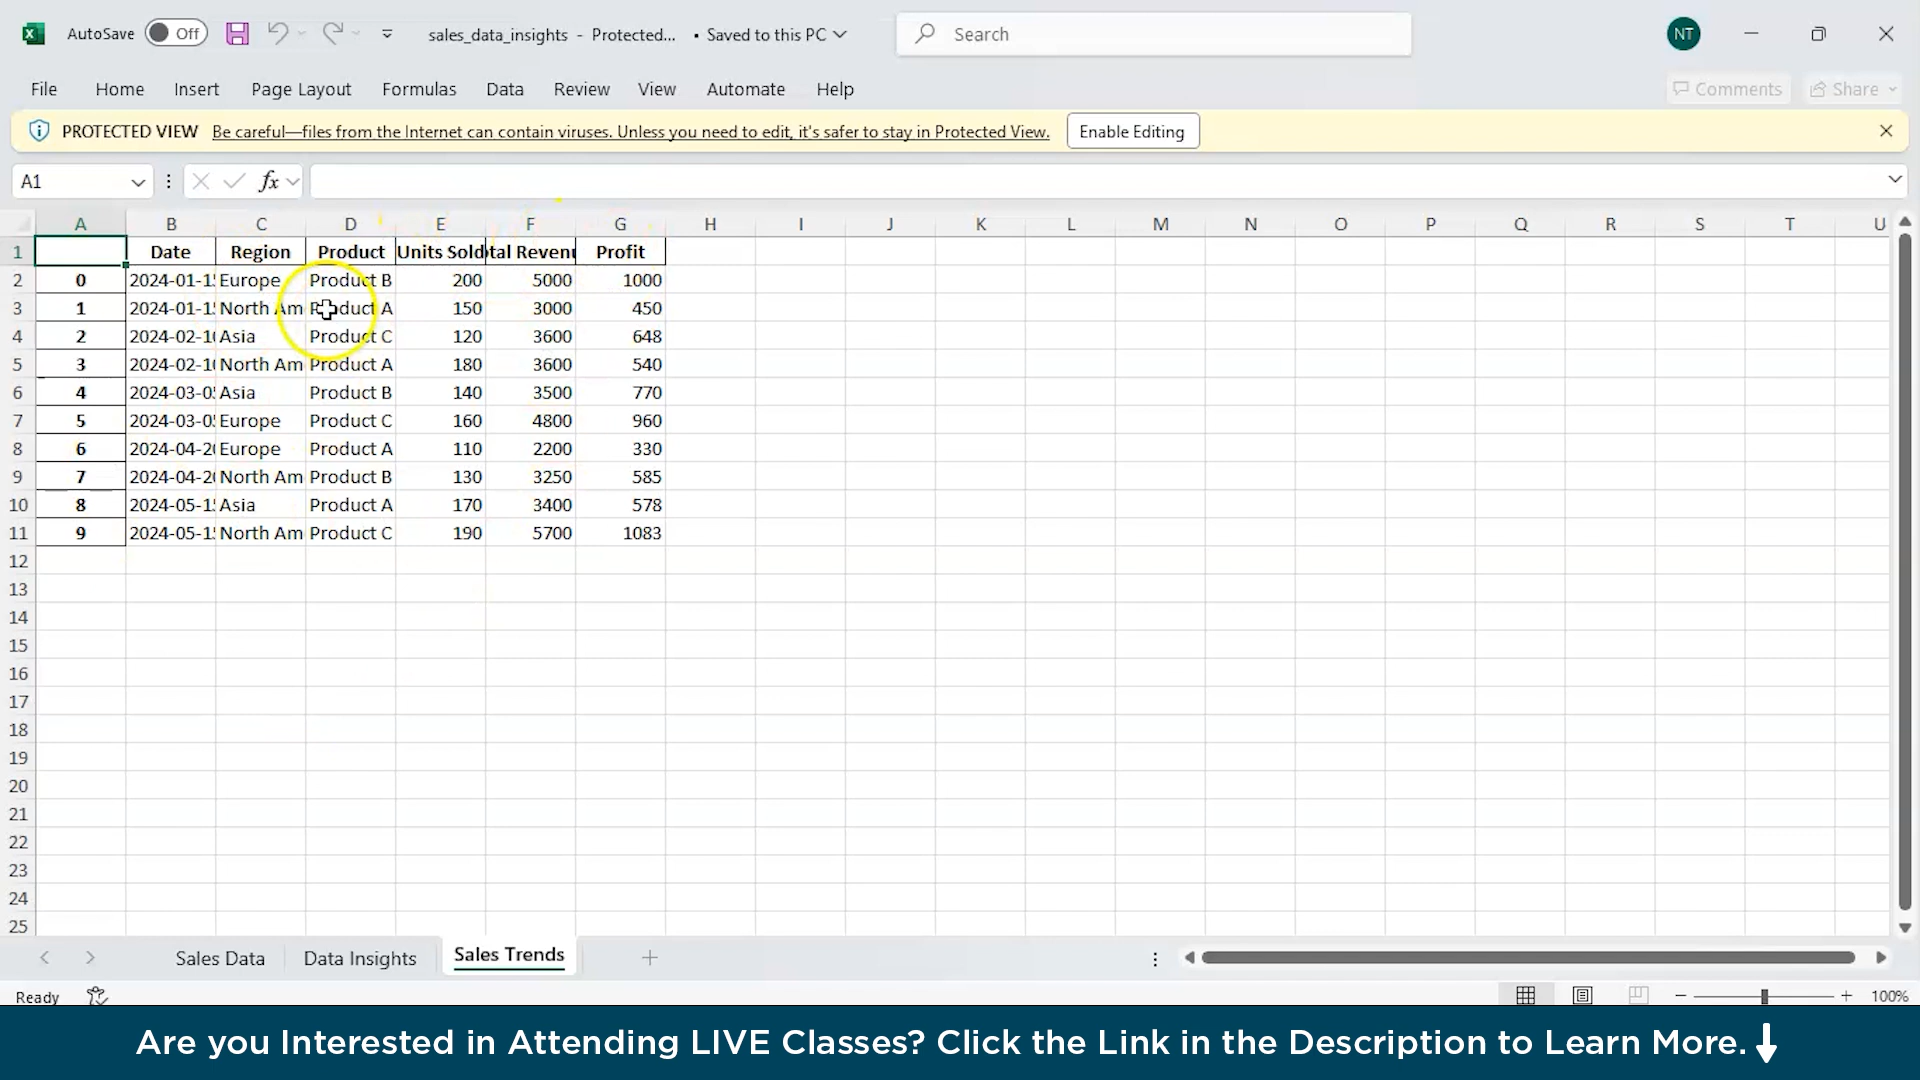 AutoSave Off sales_data_insights - Protected... • Saved to this PC Search NT
File Home Insert Page Layout Formulas Data Review View Automate Help Comments Share
PROTECTED VIEW Be careful—files from the Internet can contain viruses. Unless you need to edit, it's safer to stay in Protected View. Enable Editing
A1 fx
A B C D E F G H I J K L M N O P Q R S T U
1 Date Region Product Units Sold tal Revenu Profit
2 0 2024-01-1 Europe Product B 200 5000 1000
3 1 2024-01-1 North Am Product A 150 3000 450
4 2 2024-02-1 Asia Product C 120 3600 648
5 3 2024-02-1 North Am Product A 180 3600 540
6 4 2024-03-0 Asia Product B 140 3500 770
7 5 2024-03-0 Europe Product C 160 4800 960
8 6 2024-04-2 Europe Product A 110 2200 330
9 7 2024-04-2 North Am Product B 130 3250 585
10 8 2024-05-1 Asia Product A 170 3400 578
11 9 2024-05-1 North Am Product C 190 5700 1083
12
13
14
15
16
17
18
19
20
21
22
23
24
25
Sales Data Data Insights Sales Trends
Ready 100%
Are you Interested in Attending LIVE Classes? Click the Link in the Description to Learn More.